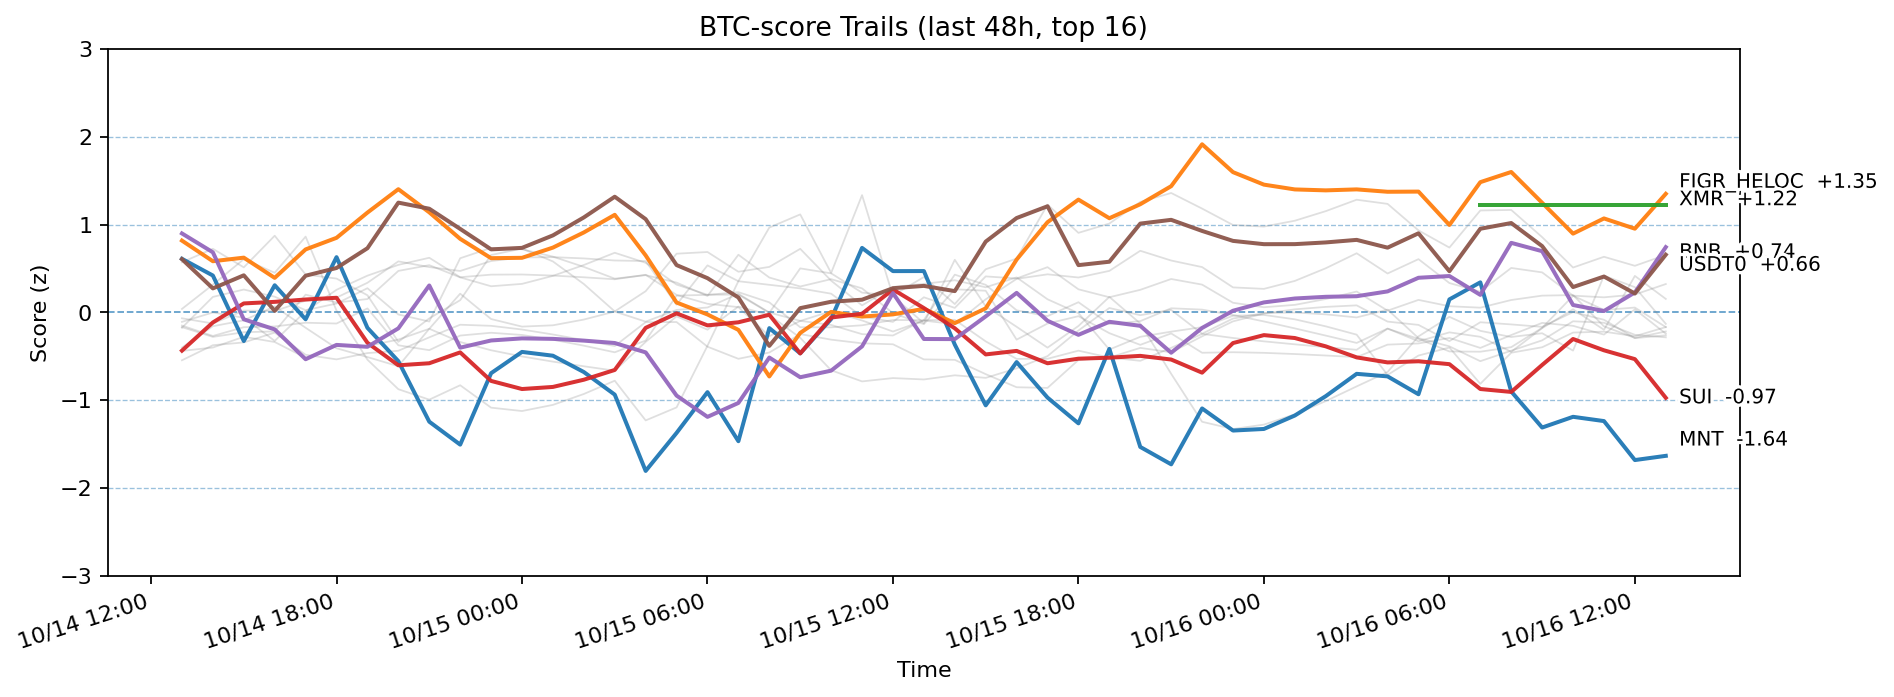 BTC-score Trails (last 48h, top 16)
Score (z)
3
2
1
0
−1
−2
−3
FIGR_HELOC +1.35
XMR +1.22
BNB +0.74
USDT0 +0.66
SUI -0.97
MNT -1.64
10/14 12:00
10/14 18:00
10/15 00:00
10/15 06:00
10/15 12:00
10/15 18:00
10/16 00:00
10/16 06:00
10/16 12:00
Time